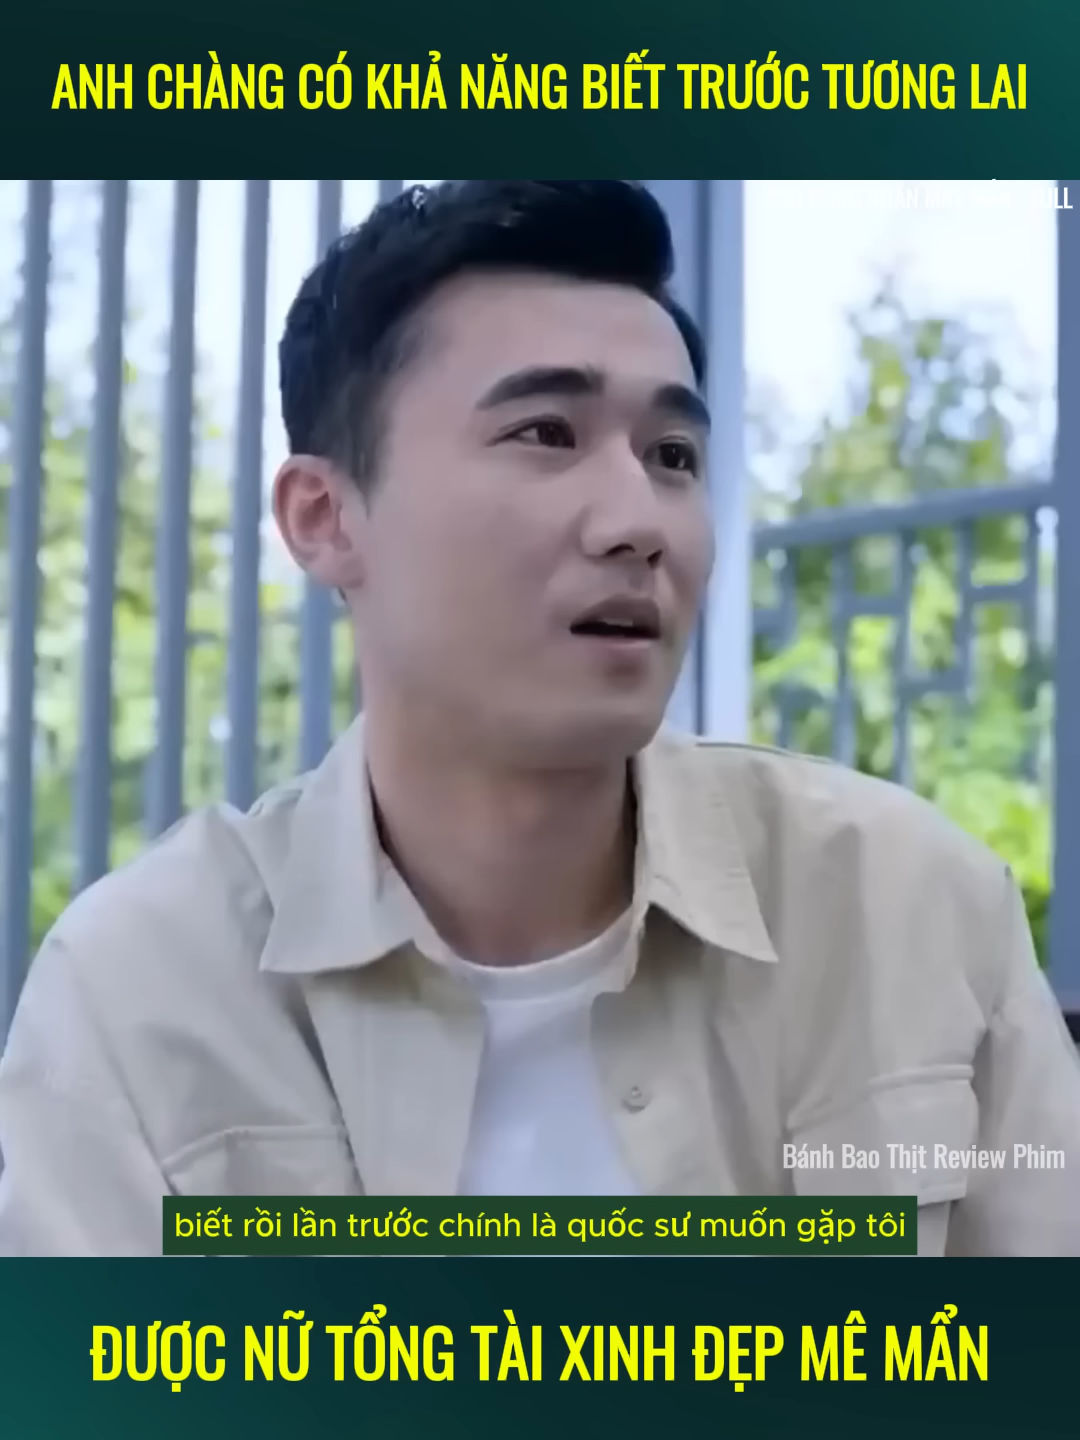 ANH CHÀNG CÓ KHẢ NĂNG BIẾT TRƯỚC TƯƠNG LAI
Bánh Bao Thịt Review Phim
biết rồi lần trước chính là quốc sư muốn gặp tôi
ĐƯỢC NỮ TỔNG TÀI XINH ĐẸP MÊ MẨN